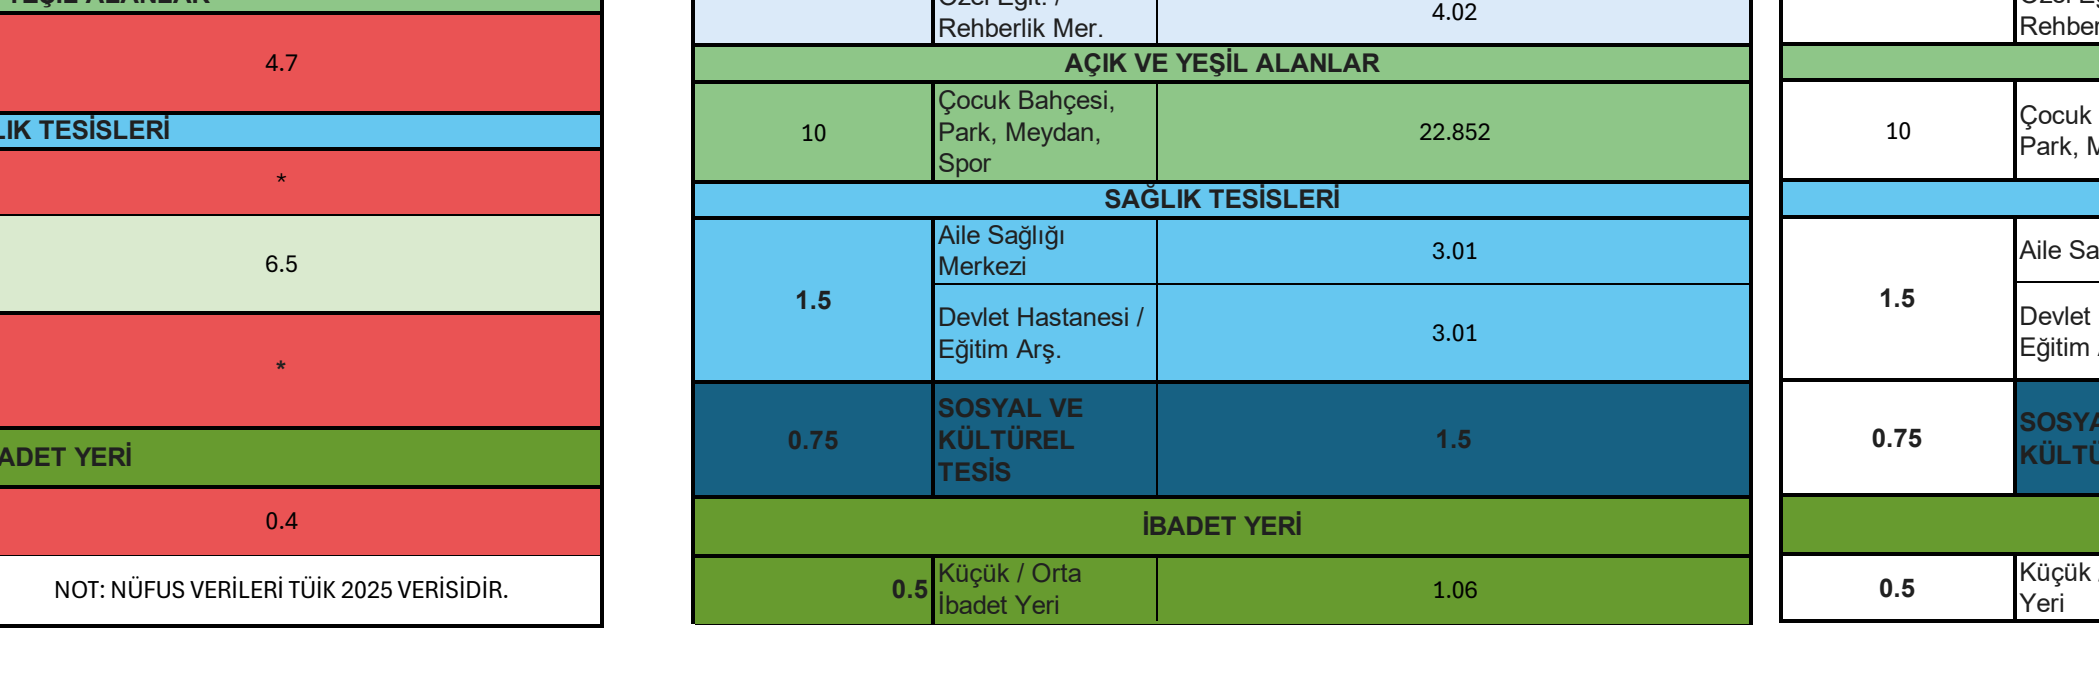 4.7
LIK TESİSLERİ
*
6.5
*
ADET YERİ
0.4
NOT: NÜFUS VERİLERİ TÜİK 2025 VERİSİDİR.
Rehberlik Mer.
4.02
AÇIK VE YEŞİL ALANLAR
10
Çocuk Bahçesi,
Park, Meydan,
Spor
22.852
SAĞLIK TESİSLERİ
1.5
Aile Sağlığı
Merkezi
3.01
Devlet Hastanesi /
Eğitim Arş.
3.01
0.75
SOSYAL VE
KÜLTÜREL
TESİS
1.5
İBADET YERİ
0.5
Küçük / Orta
İbadet Yeri
1.06
Rehber
10
Çocuk
Park, M
1.5
Aile Sa
Devlet
Eğitim
0.75
SOSYA
KÜLTÜ
0.5
Küçük /
Yeri